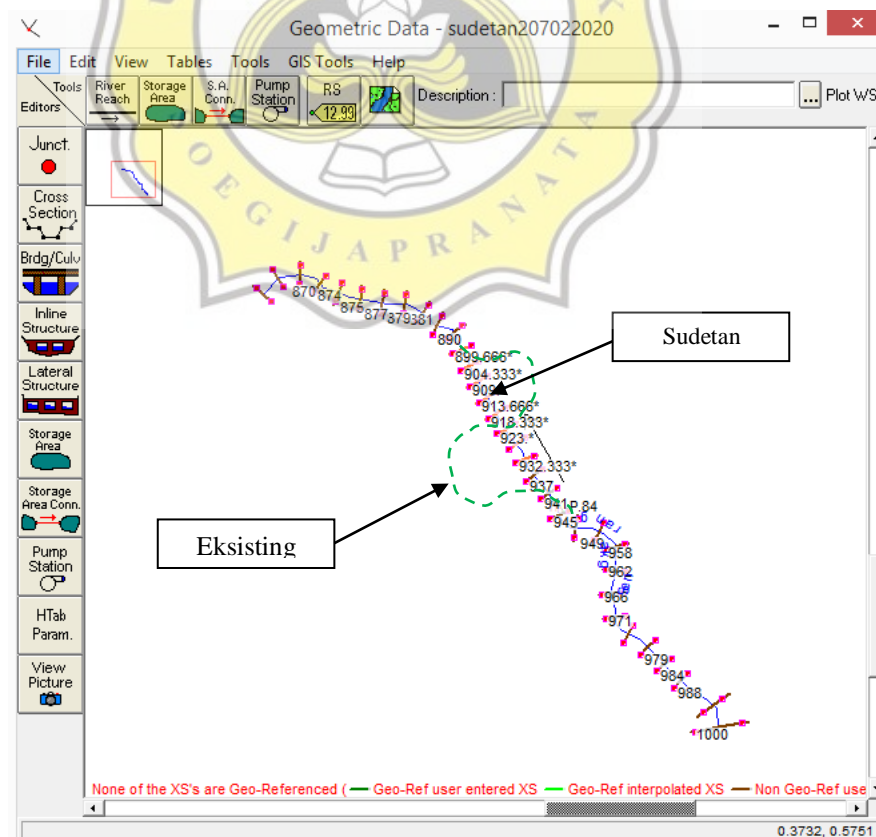 Geometric Data - sudetan207022020
File Edit View Tables Tools GIS Tools Help
Tools
Editors
River Reach
Storage Area
S.A. Conn.
Pump Station
RS
12.99
Description :
...
Plot WS
Junct.
Cross Section
Brdg/Culv
Inline Structure
Lateral Structure
Storage Area
Storage Area Conn.
Pump Station
HTab Param.
View Picture
OEGIJAPRANATA
870
874
875
877
879
881
890
899.666*
904.333*
909
913.666*
918.333*
923.*
932.333*
937
941
P.84
945
949
958
962
966
971
979
984
988
1000
Sudetan
Eksisting
None of the XS's are Geo-Referenced ( Geo-Ref user entered XS Geo-Ref interpolated XS Non Geo-Ref use
0.3732, 0.5751